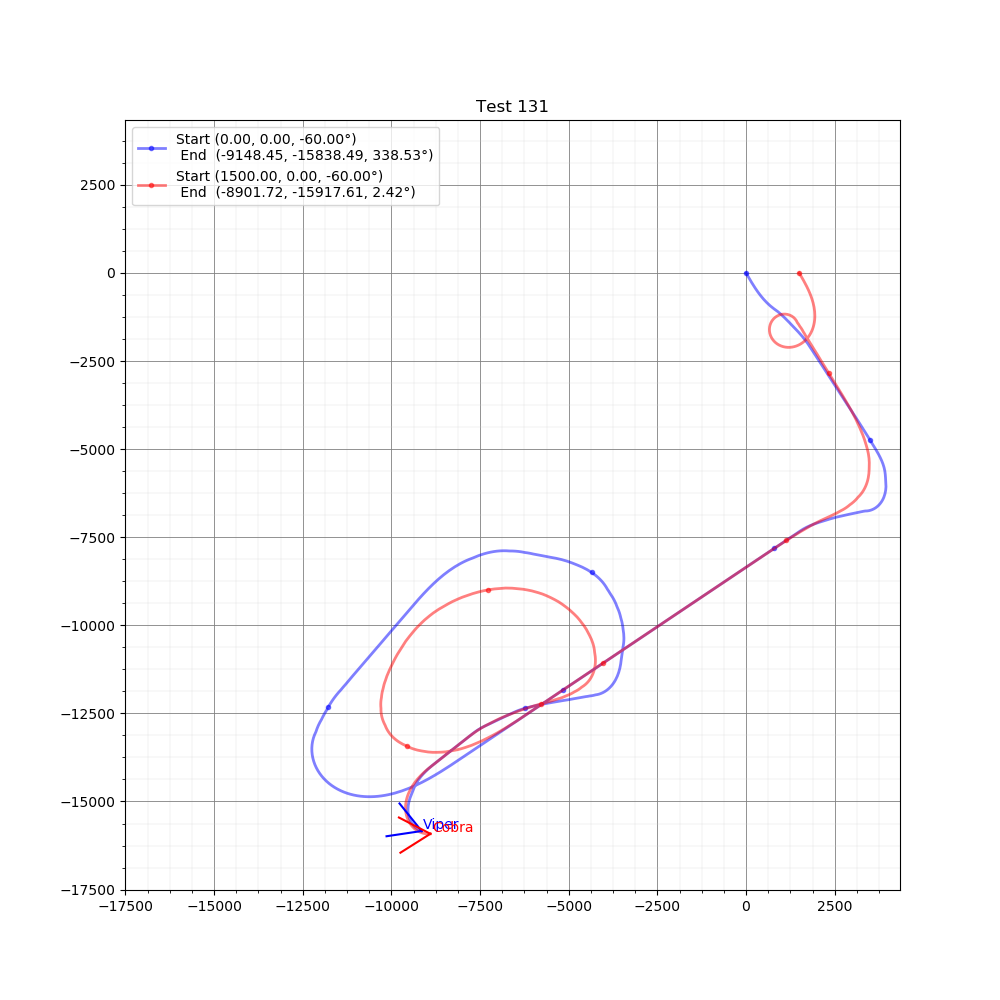 Test 131
Start (0.00, 0.00, -60.00°)
End (-9148.45, -15838.49, 338.53°)
Start (1500.00, 0.00, -60.00°)
End (-8901.72, -15917.61, 2.42°)
2500
0
−2500
−5000
−7500
−10000
−12500
−15000
−17500
Viper
Cobra
−17500 −15000 −12500 −10000 −7500 −5000 −2500 0 2500